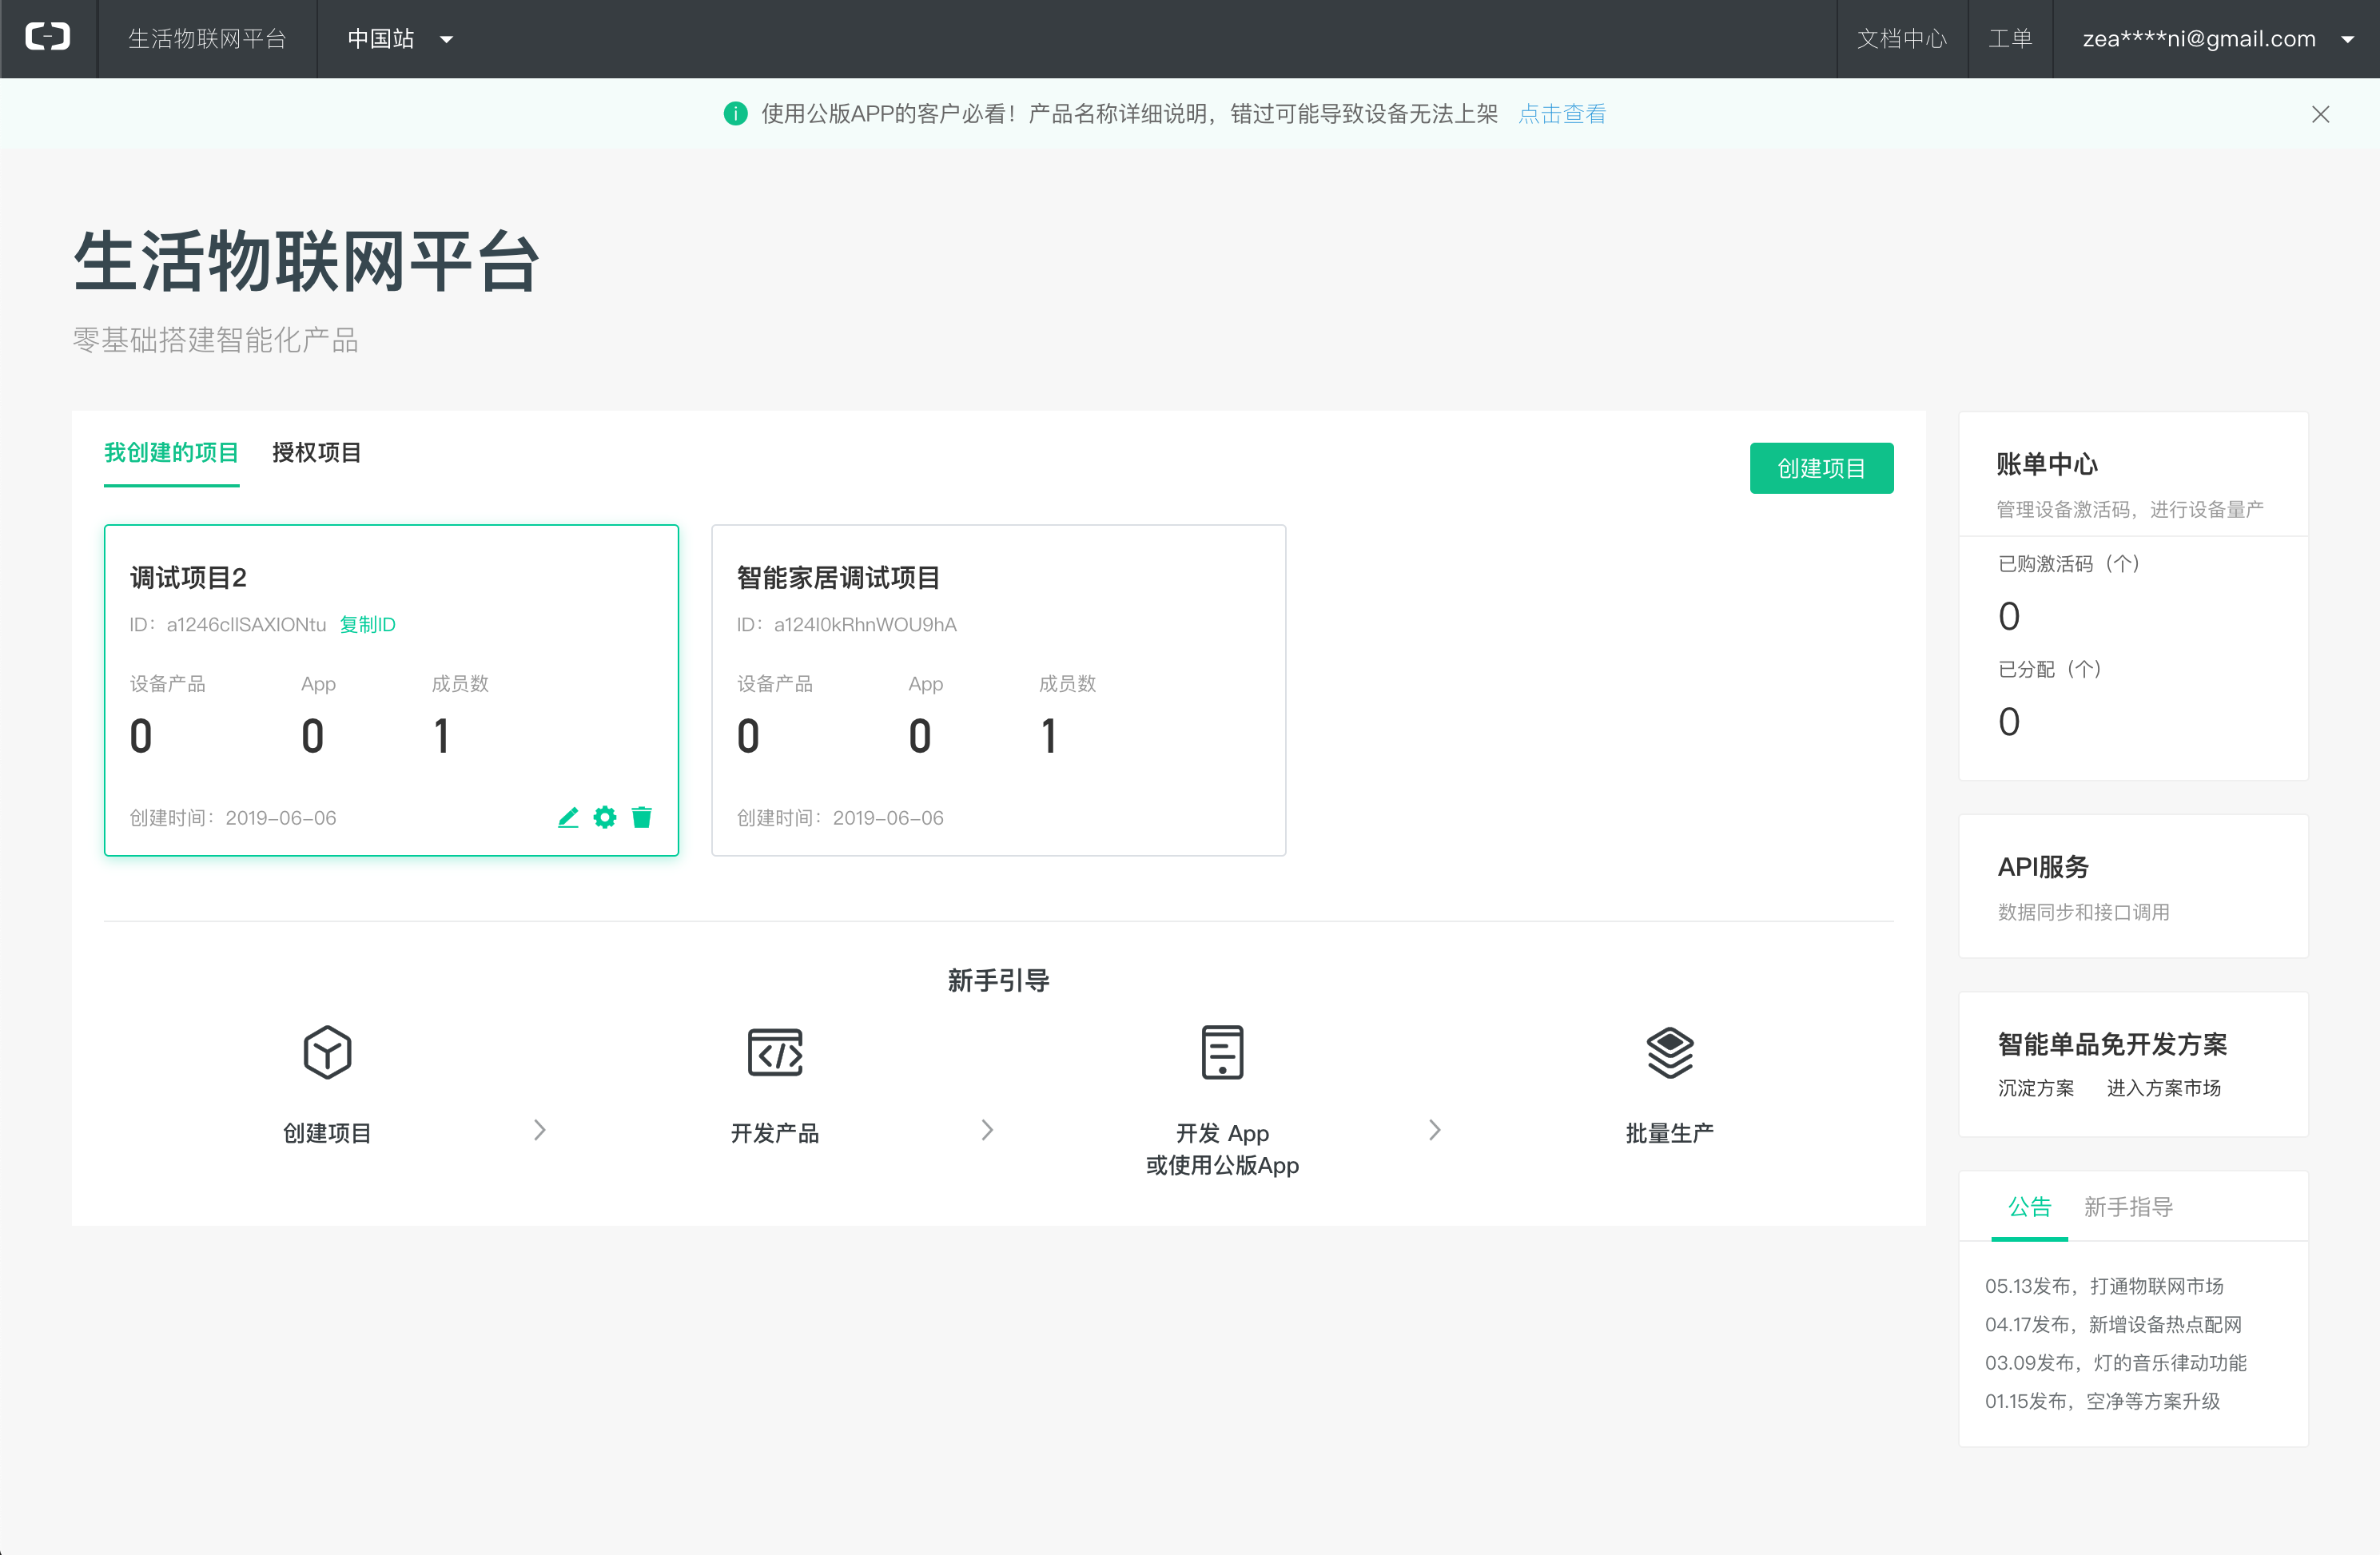 生活物联网平台
中国站
文档中心
工单
zea****ni@gmail.com
使用公版APP的客户必看！产品名称详细说明，错过可能导致设备无法上架 点击查看
生活物联网平台
零基础搭建智能化产品
我创建的项目 授权项目
创建项目
调试项目2
ID：a1246clISAXIONtu 复制ID
设备产品 App 成员数
0 0 1
创建时间：2019-06-06
智能家居调试项目
ID：a124I0kRhnWOU9hA
设备产品 App 成员数
0 0 1
创建时间：2019-06-06
新手引导
创建项目
开发产品
开发 App
或使用公版App
批量生产
账单中心
管理设备激活码，进行设备量产
已购激活码（个）
0
已分配（个）
0
API服务
数据同步和接口调用
智能单品免开发方案
沉淀方案 进入方案市场
公告 新手指导
05.13发布，打通物联网市场
04.17发布，新增设备热点配网
03.09发布，灯的音乐律动功能
01.15发布，空净等方案升级